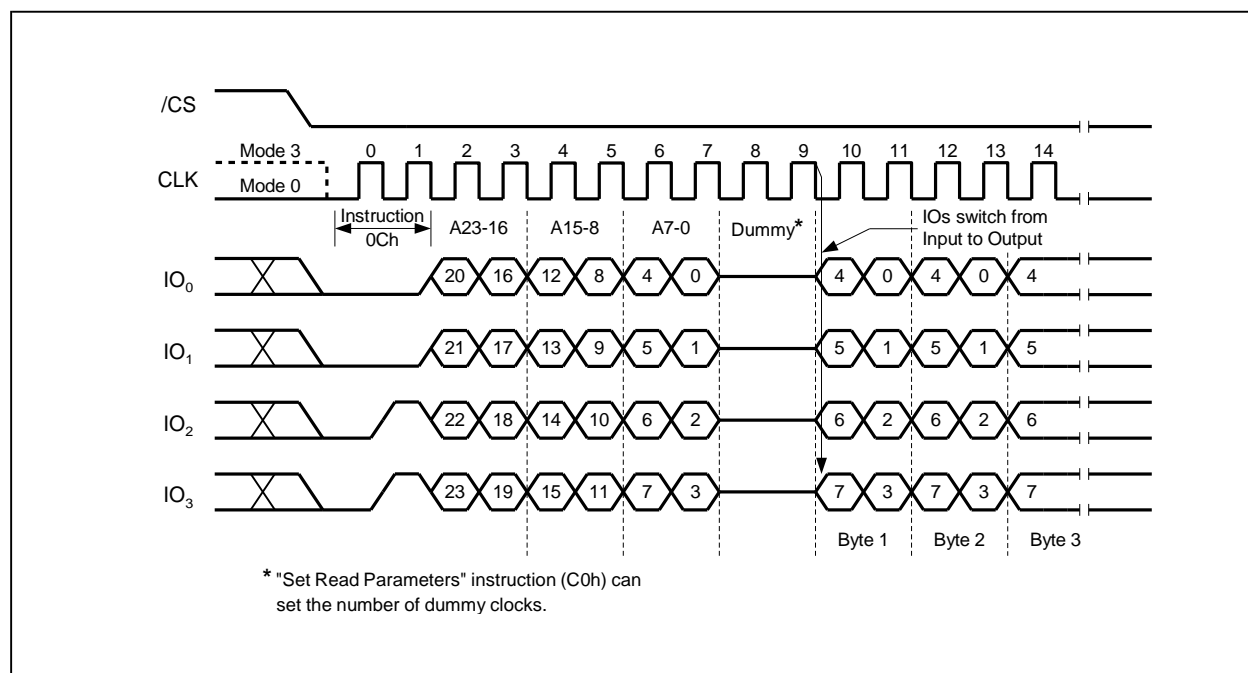 /CS
Mode 3 0 1 2 3 4 5 6 7 8 9 10 11 12 13 14
CLK
Mode 0
Instruction
0Ch
A23-16 A15-8 A7-0 Dummy*
IOs switch from
Input to Output
IO0 20 16 12 8 4 0 4 0 4 0 4
IO1 21 17 13 9 5 1 5 1 5 1 5
IO2 22 18 14 10 6 2 6 2 6 2 6
IO3 23 19 15 11 7 3 7 3 7 3 7
Byte 1 Byte 2 Byte 3
* "Set Read Parameters" instruction (C0h) can
set the number of dummy clocks.